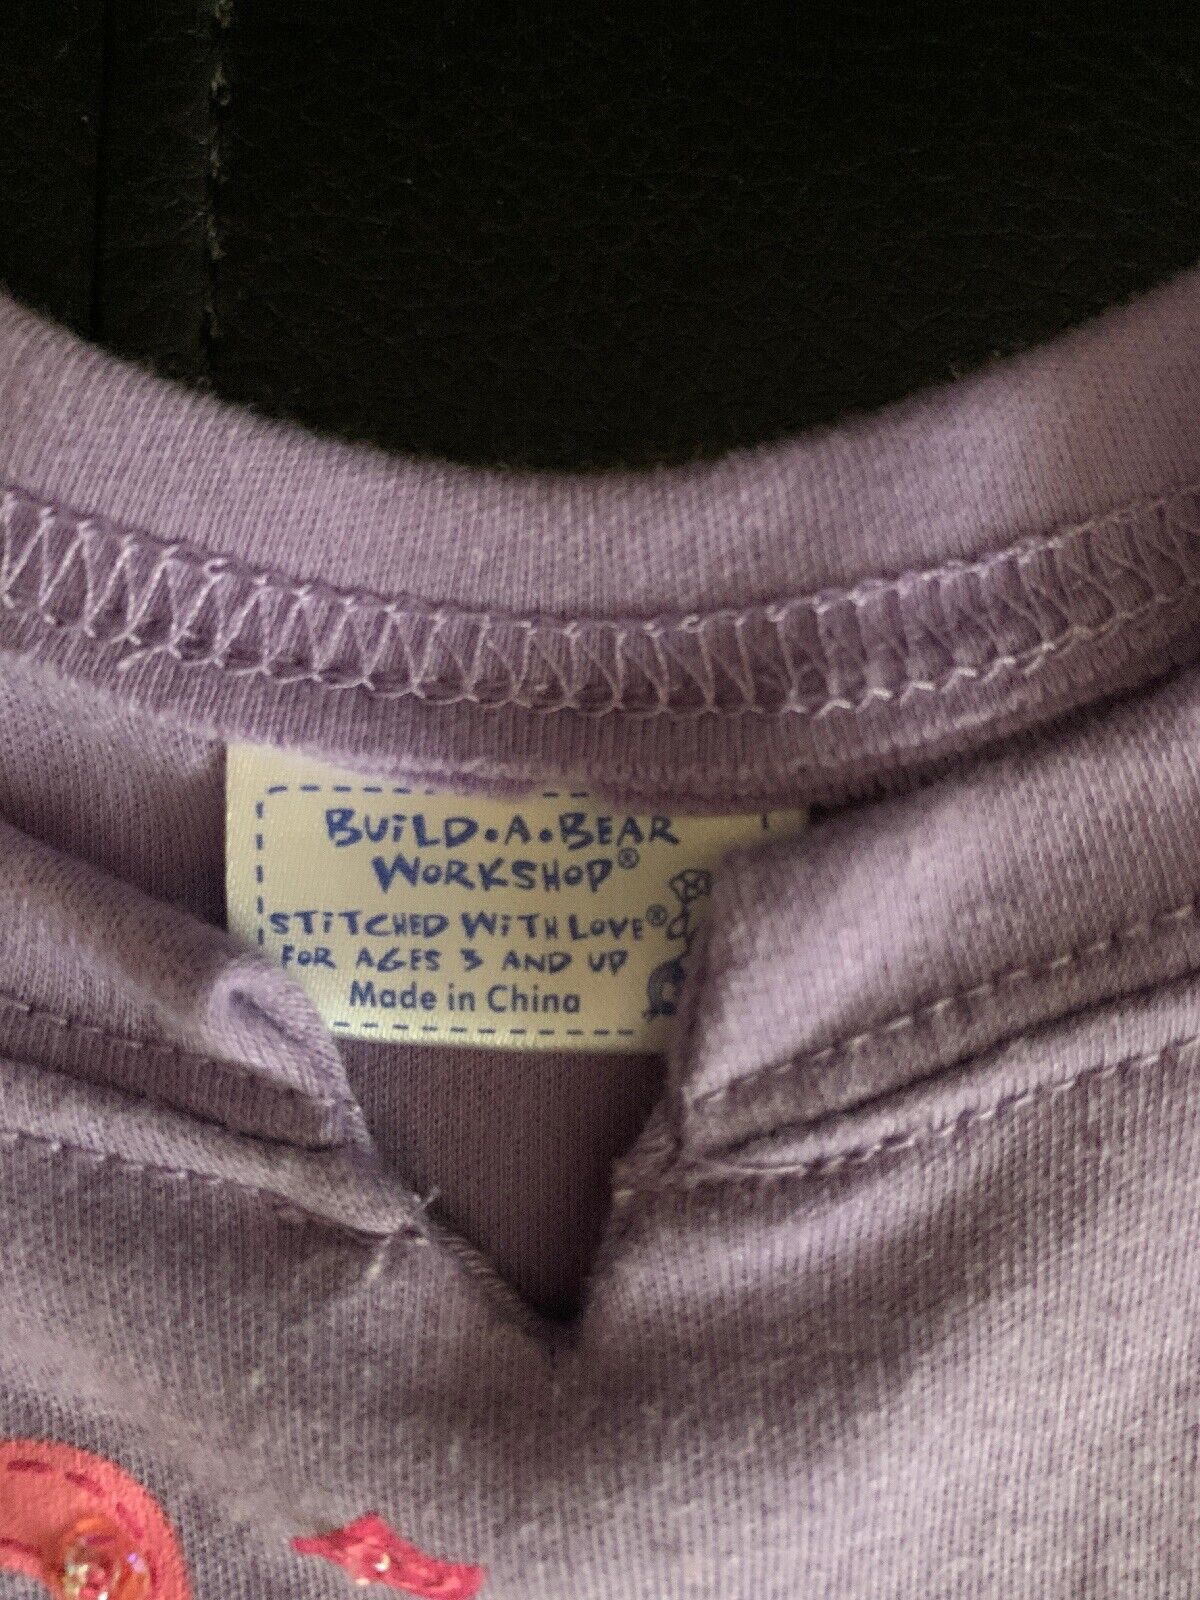 BUiLD•A•BEAR
WORKSHOP®
STiTCHED WiTH LOVE®
FOR AGES 3 AND UP
Made in China